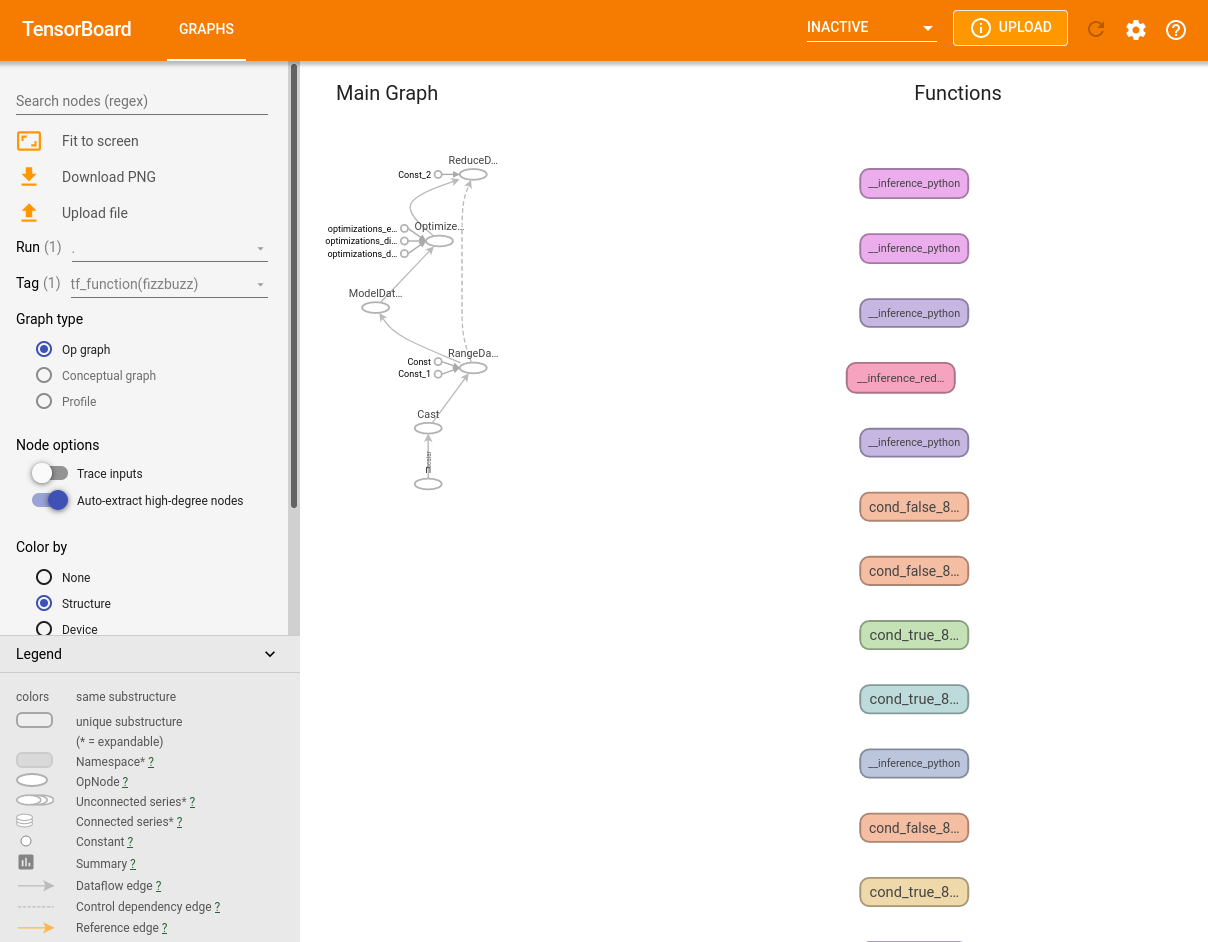 TensorBoard
GRAPHS
INACTIVE
UPLOAD
Search nodes (regex)
Fit to screen
Download PNG
Upload file
Run (1) .
Tag (1) tf_function(fizzbuzz)
Graph type
Op graph
Conceptual graph
Profile
Node options
Trace inputs
Auto-extract high-degree nodes
Color by
None
Structure
Device
Legend
colors same substructure
unique substructure
(* = expandable)
Namespace* ?
OpNode ?
Unconnected series* ?
Connected series* ?
Constant ?
Summary ?
Dataflow edge ?
Control dependency edge ?
Reference edge ?
Main Graph
ReduceD...
Const_2
Optimize...
optimizations_e...
optimizations_di...
optimizations_d...
ModelDat...
RangeDa...
Const
Const_1
Cast
scalar
n
Functions
__inference_python
__inference_python
__inference_python
__inference_red...
__inference_python
cond_false_8...
cond_false_8...
cond_true_8...
cond_true_8...
__inference_python
cond_false_8...
cond_true_8...